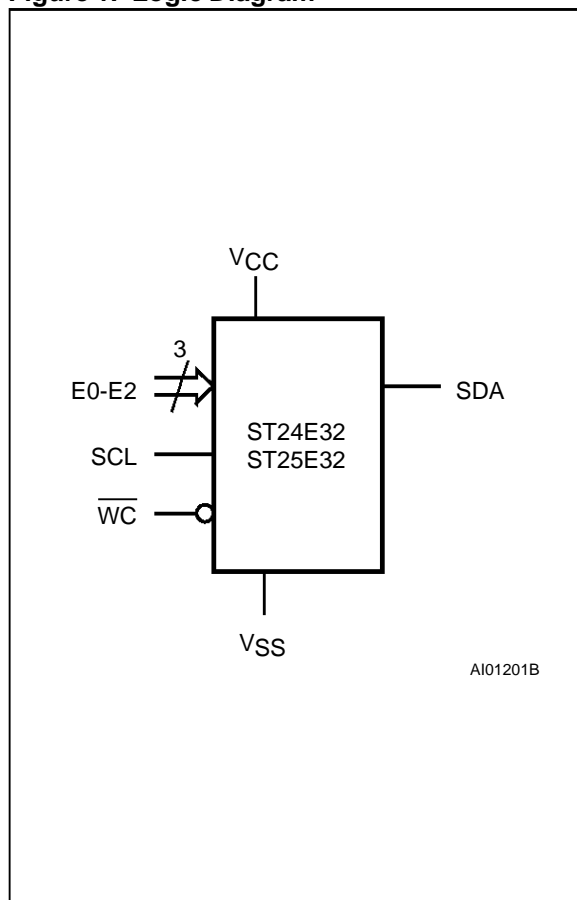 Figure 1. Logic Diagram
VCC
3
E0-E2
SDA
ST24E32
ST25E32
SCL
WC
VSS
AI01201B